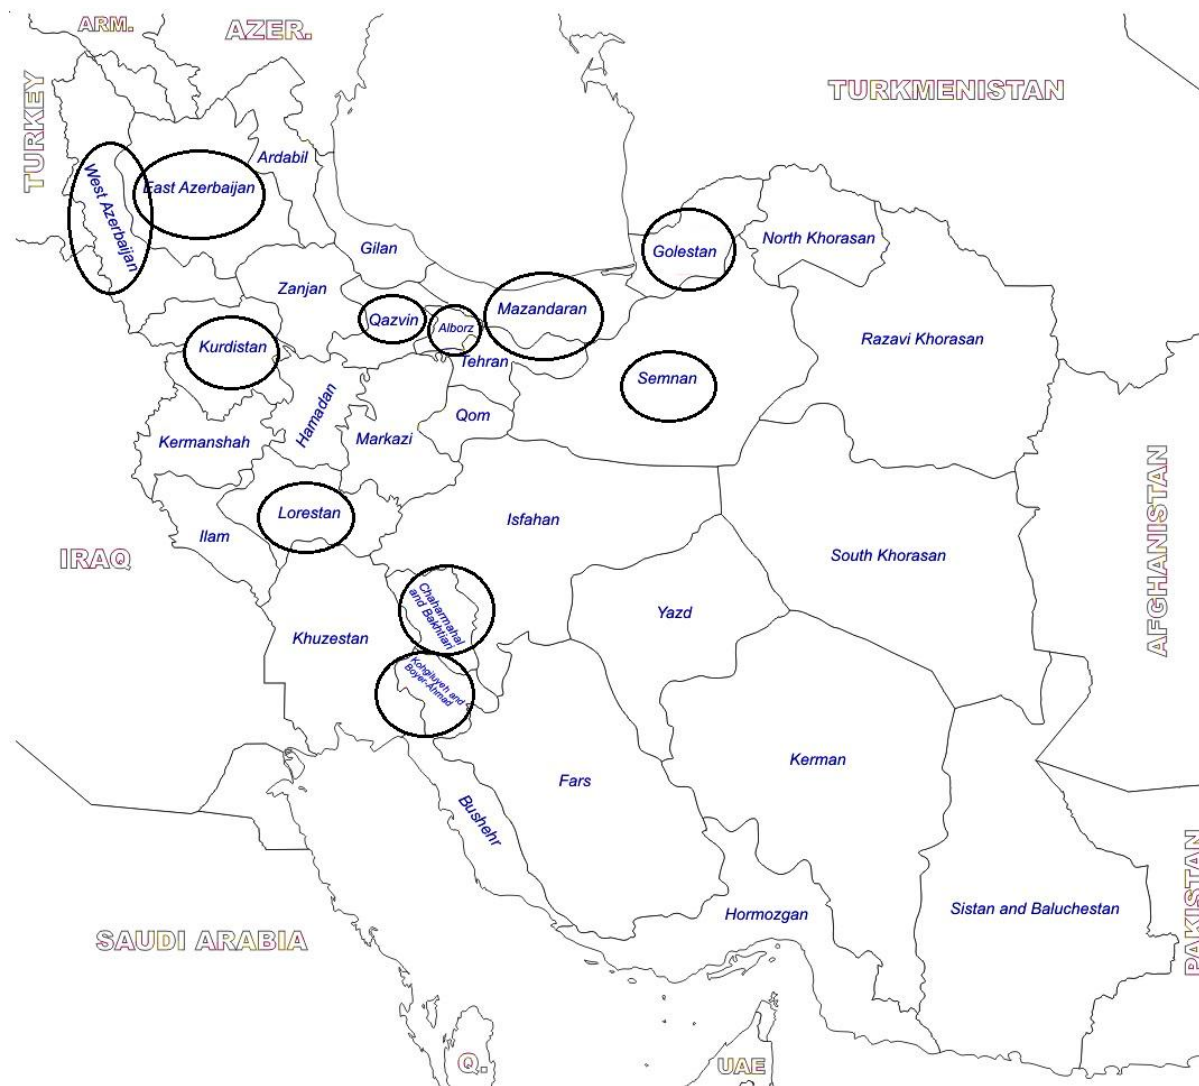 ARM.
AZER.
TURKEY
TURKMENISTAN
Ardabil
West Azerbaijan
East Azerbaijan
Gilan
Golestan
North Khorasan
Zanjan
Qazvin
Alborz
Mazandaran
Kurdistan
Tehran
Semnan
Razavi Khorasan
Hamadan
Qom
Kermanshah
Markazi
Lorestan
Isfahan
Ilam
IRAQ
South Khorasan
AFGHANISTAN
Chaharmahal
and Bakhtiari
Yazd
Khuzestan
Kohgiluyeh and
Boyer-Ahmad
Kerman
Fars
Bushehr
Hormozgan
Sistan and Baluchestan
PAKISTAN
SAUDI ARABIA
Q.
UAE